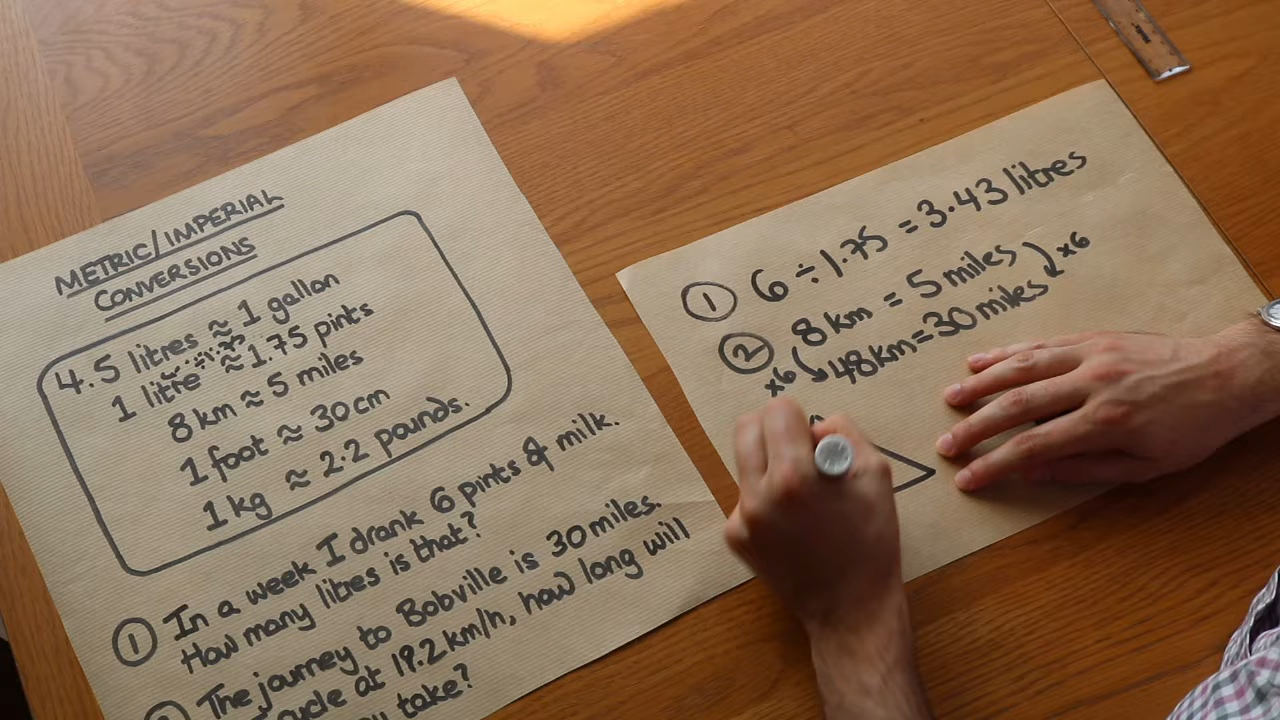 METRIC/IMPERIAL
CONVERSIONS
4.5 litres ≈ 1 gallon
1 litre ≈ 1.75 pints
8 km ≈ 5 miles
1 foot ≈ 30 cm
1 kg ≈ 2.2 pounds.
1 In a week I drank 6 pints of milk.
How many litres is that?
The journey to Bobville is 30 miles.
at 19.2 km/h, how long will
take?
1 6 ÷ 1.75 = 3.43 litres
2 8 km = 5 miles ×6
×6 48 km = 30 miles